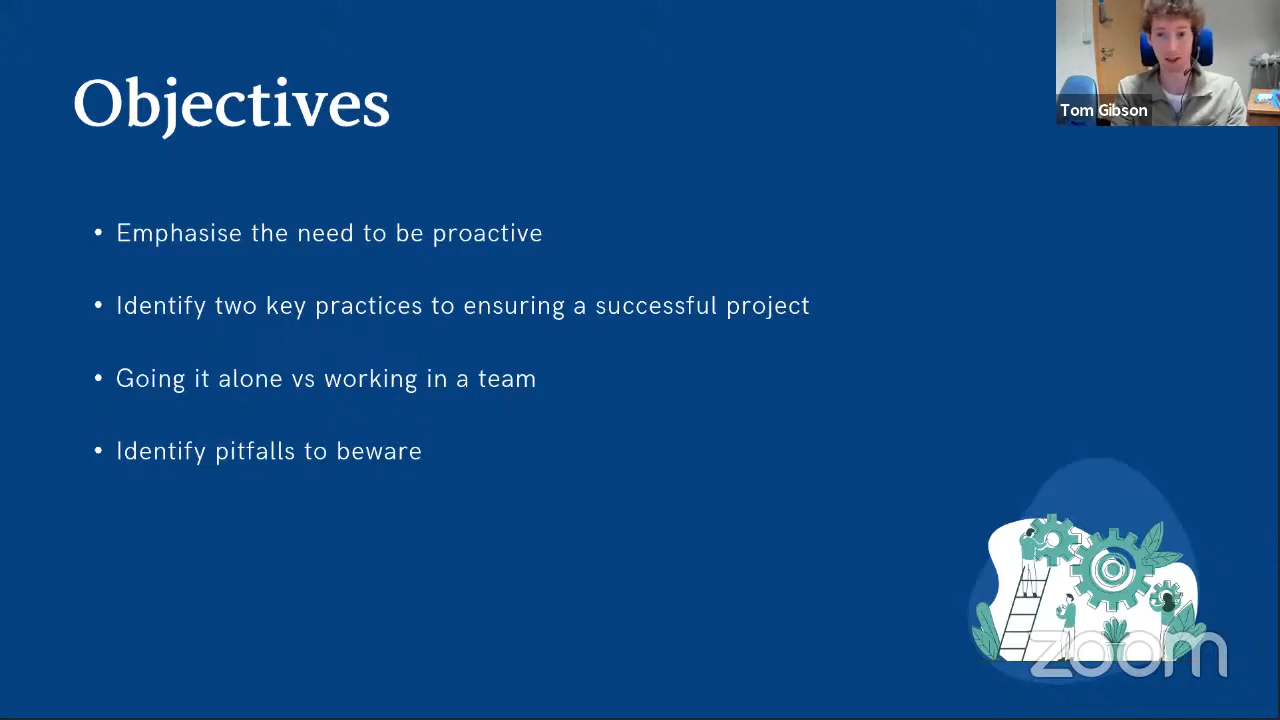 Objectives
Tom Gibson
• Emphasise the need to be proactive
• Identify two key practices to ensuring a successful project
• Going it alone vs working in a team
• Identify pitfalls to beware
zoom